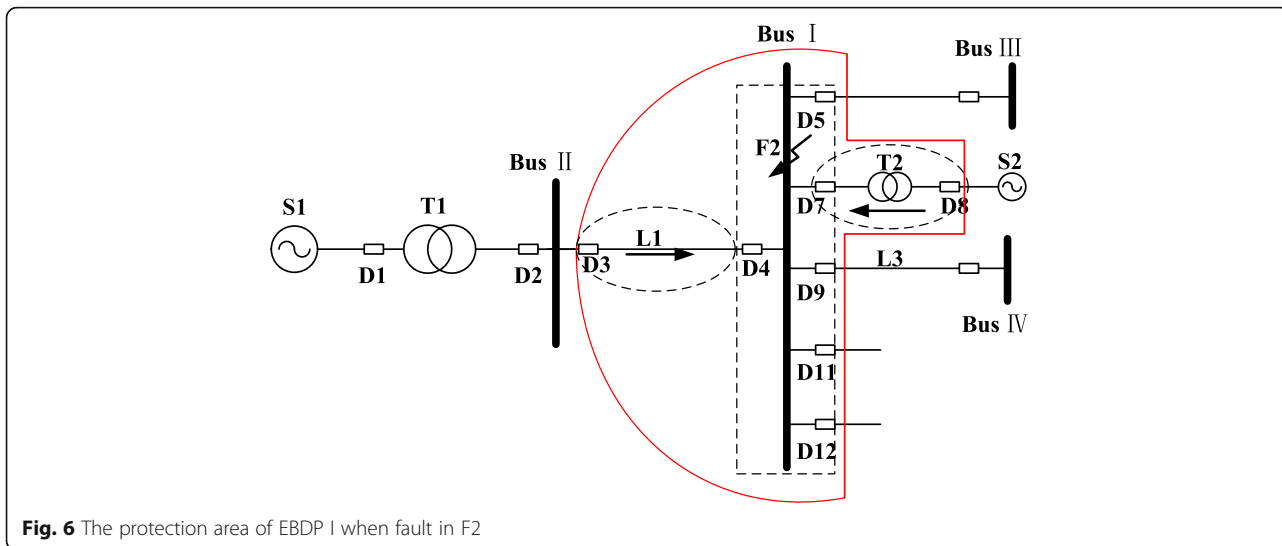 Bus Ⅰ
Bus Ⅲ
D5
F2
Bus Ⅱ
T2
S2
S1
T1
D7
D8
L1
D1
D2
D3
D4
D9
L3
Bus Ⅳ
D11
D12
Fig. 6 The protection area of EBDP I when fault in F2